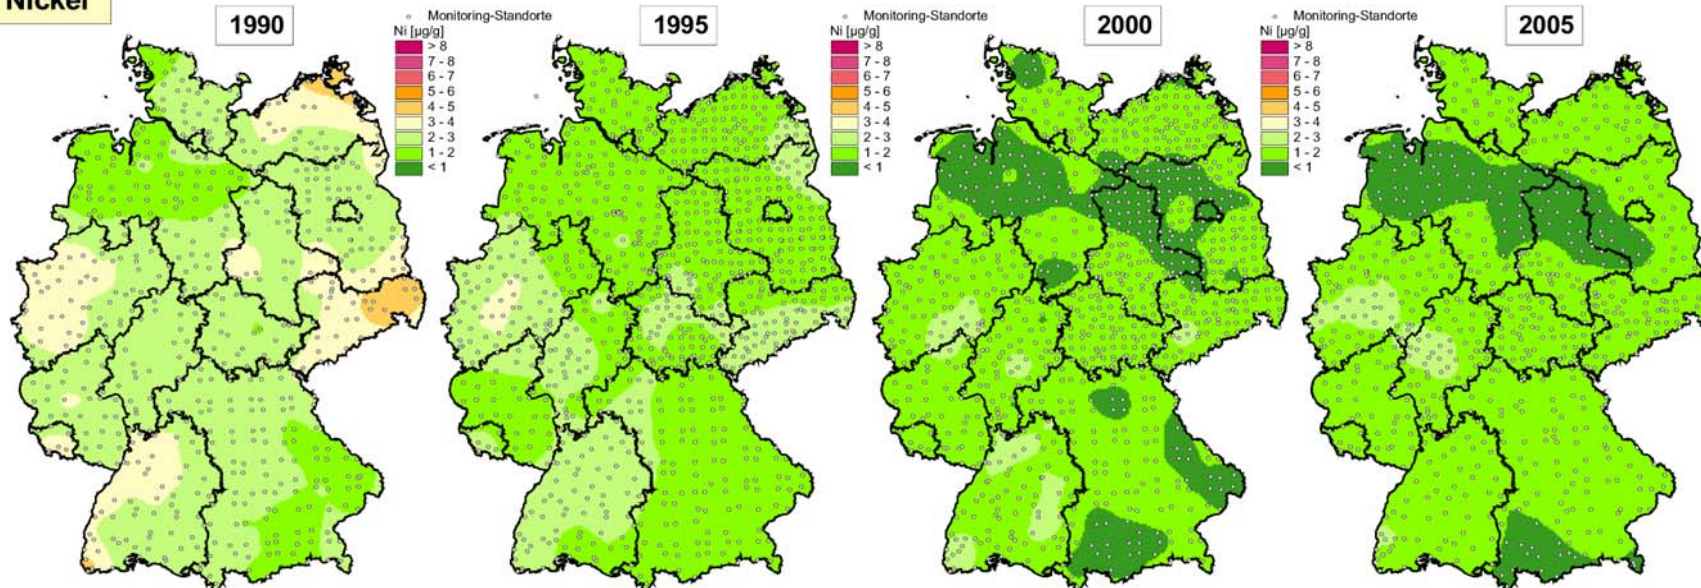 Nickel
1990
Monitoring-Standorte
Ni [µg/g]
> 8
7 - 8
6 - 7
5 - 6
4 - 5
3 - 4
2 - 3
1 - 2
< 1
1995
Monitoring-Standorte
Ni [µg/g]
> 8
7 - 8
6 - 7
5 - 6
4 - 5
3 - 4
2 - 3
1 - 2
< 1
2000
Monitoring-Standorte
Ni [µg/g]
> 8
7 - 8
6 - 7
5 - 6
4 - 5
3 - 4
2 - 3
1 - 2
< 1
2005